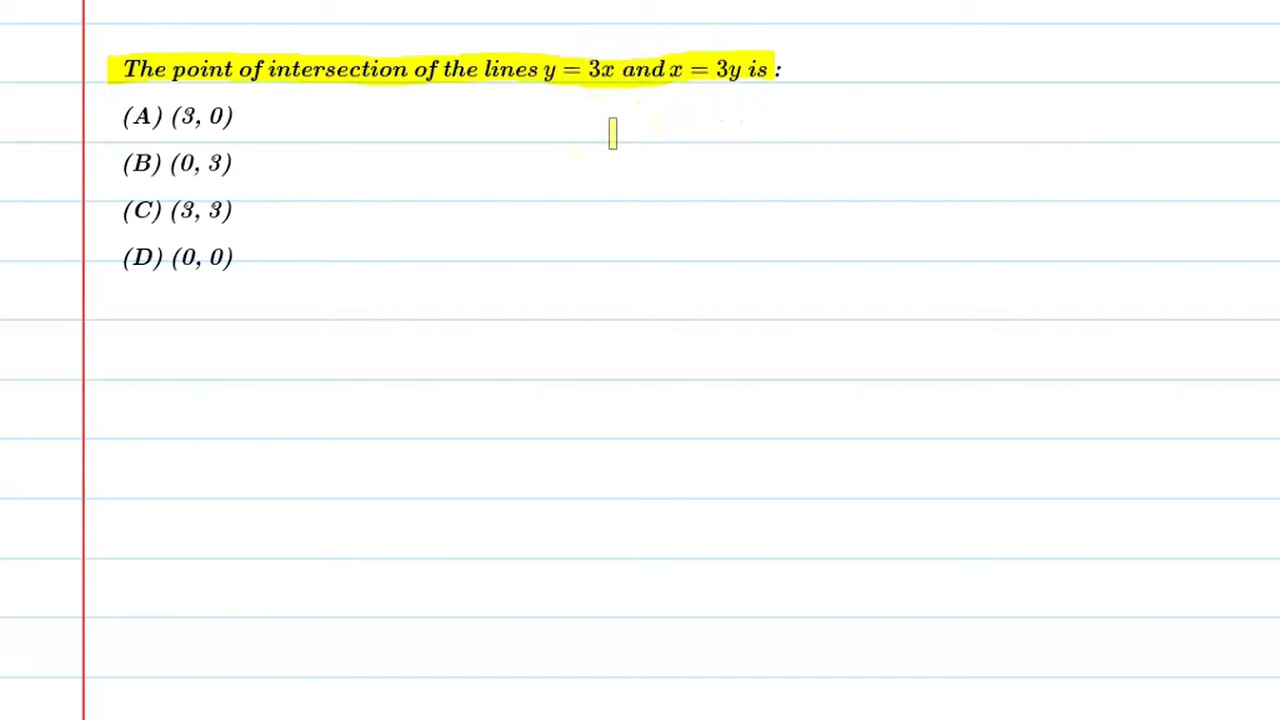 The point of intersection of the lines y = 3x and x = 3y is :
(A) (3, 0)
(B) (0, 3)
(C) (3, 3)
(D) (0, 0)